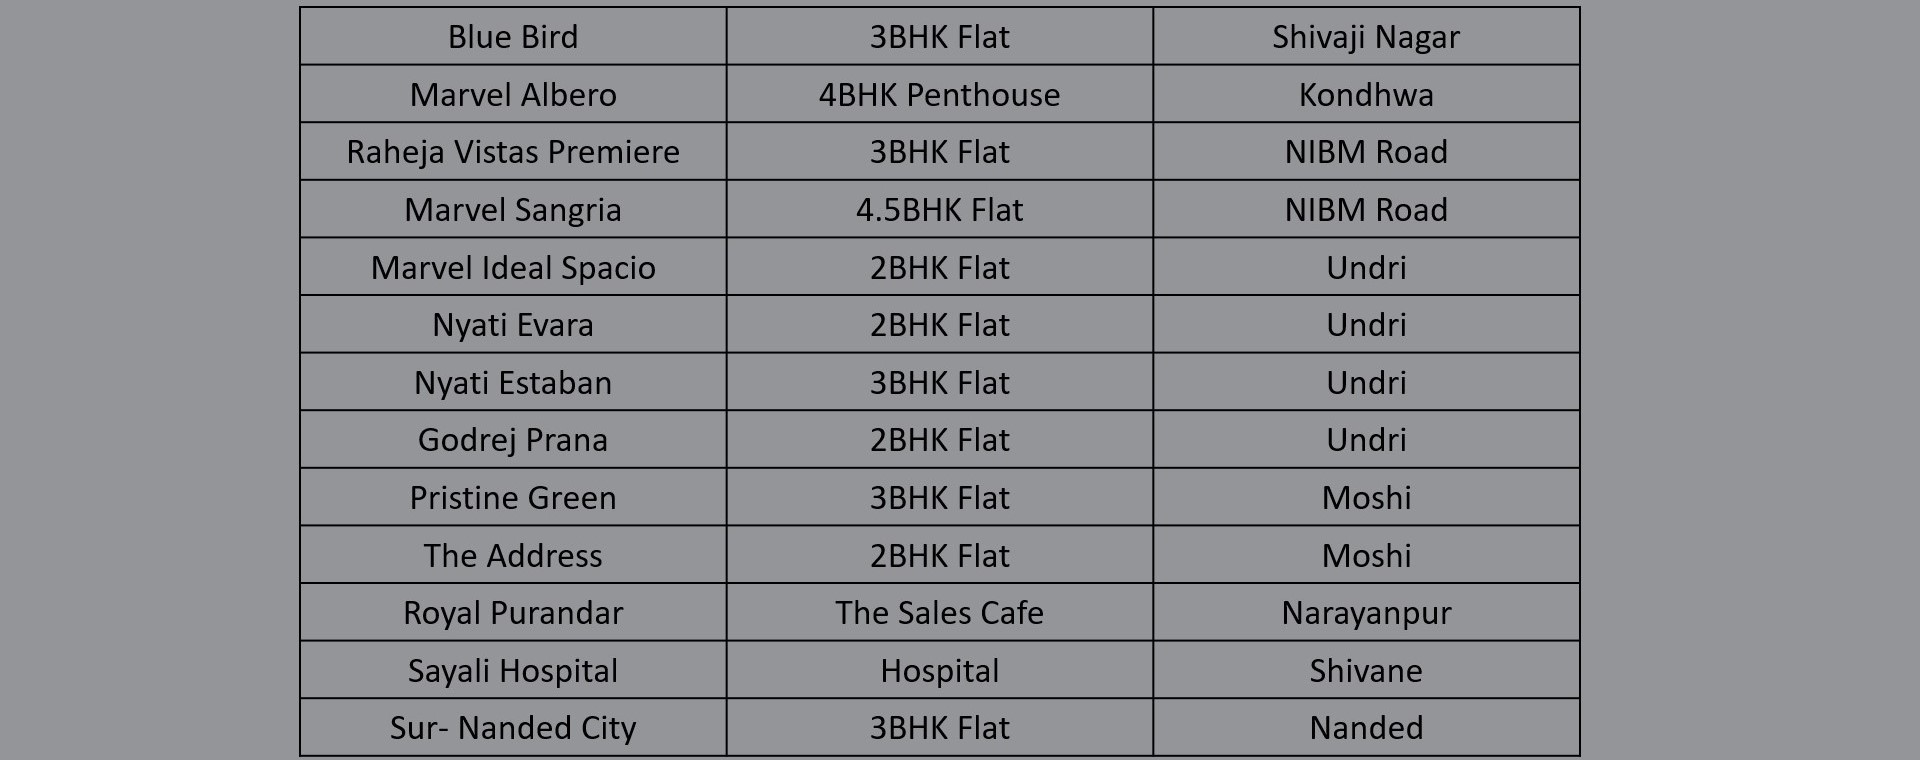 Blue Bird 3BHK Flat Shivaji Nagar
Marvel Albero 4BHK Penthouse Kondhwa
Raheja Vistas Premiere 3BHK Flat NIBM Road
Marvel Sangria 4.5BHK Flat NIBM Road
Marvel Ideal Spacio 2BHK Flat Undri
Nyati Evara 2BHK Flat Undri
Nyati Estaban 3BHK Flat Undri
Godrej Prana 2BHK Flat Undri
Pristine Green 3BHK Flat Moshi
The Address 2BHK Flat Moshi
Royal Purandar The Sales Cafe Narayanpur
Sayali Hospital Hospital Shivane
Sur- Nanded City 3BHK Flat Nanded